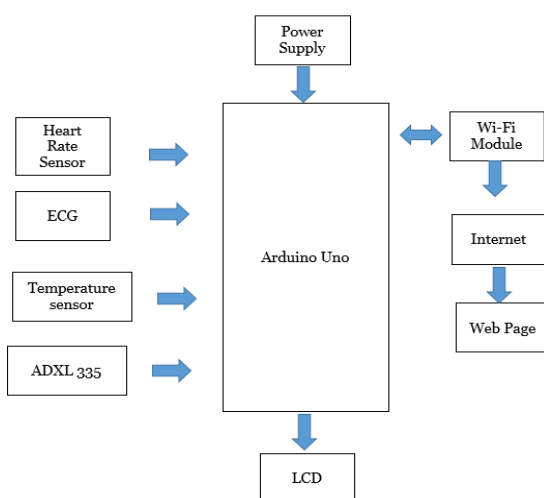 Power
Supply
Heart
Rate
Sensor
Wi-Fi
Module
ECG
Internet
Arduino Uno
Temperature
sensor
Web Page
ADXL 335
LCD